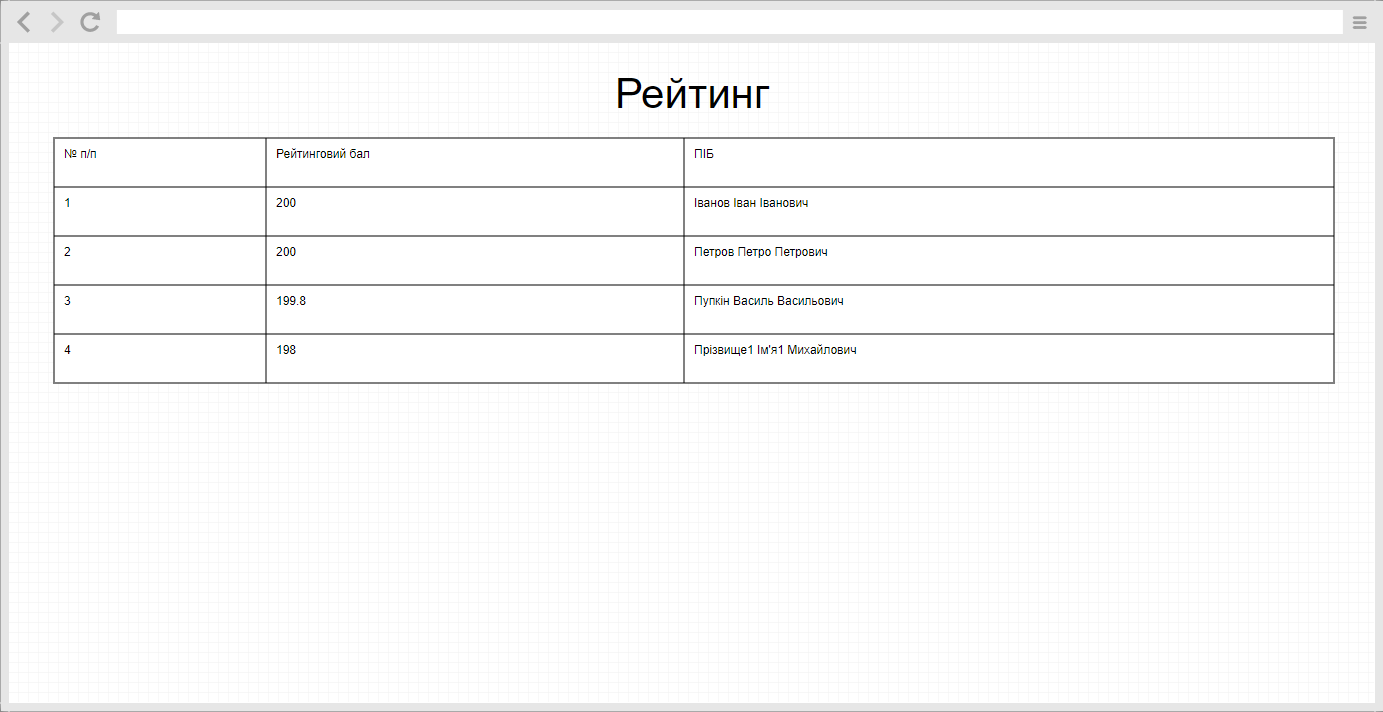 Рейтинг
№ п/п Рейтинговий бал ПІБ
1 200 Іванов Іван Іванович
2 200 Петров Петро Петрович
3 199.8 Пупкін Василь Васильович
4 198 Прізвище1 Ім'я1 Михайлович